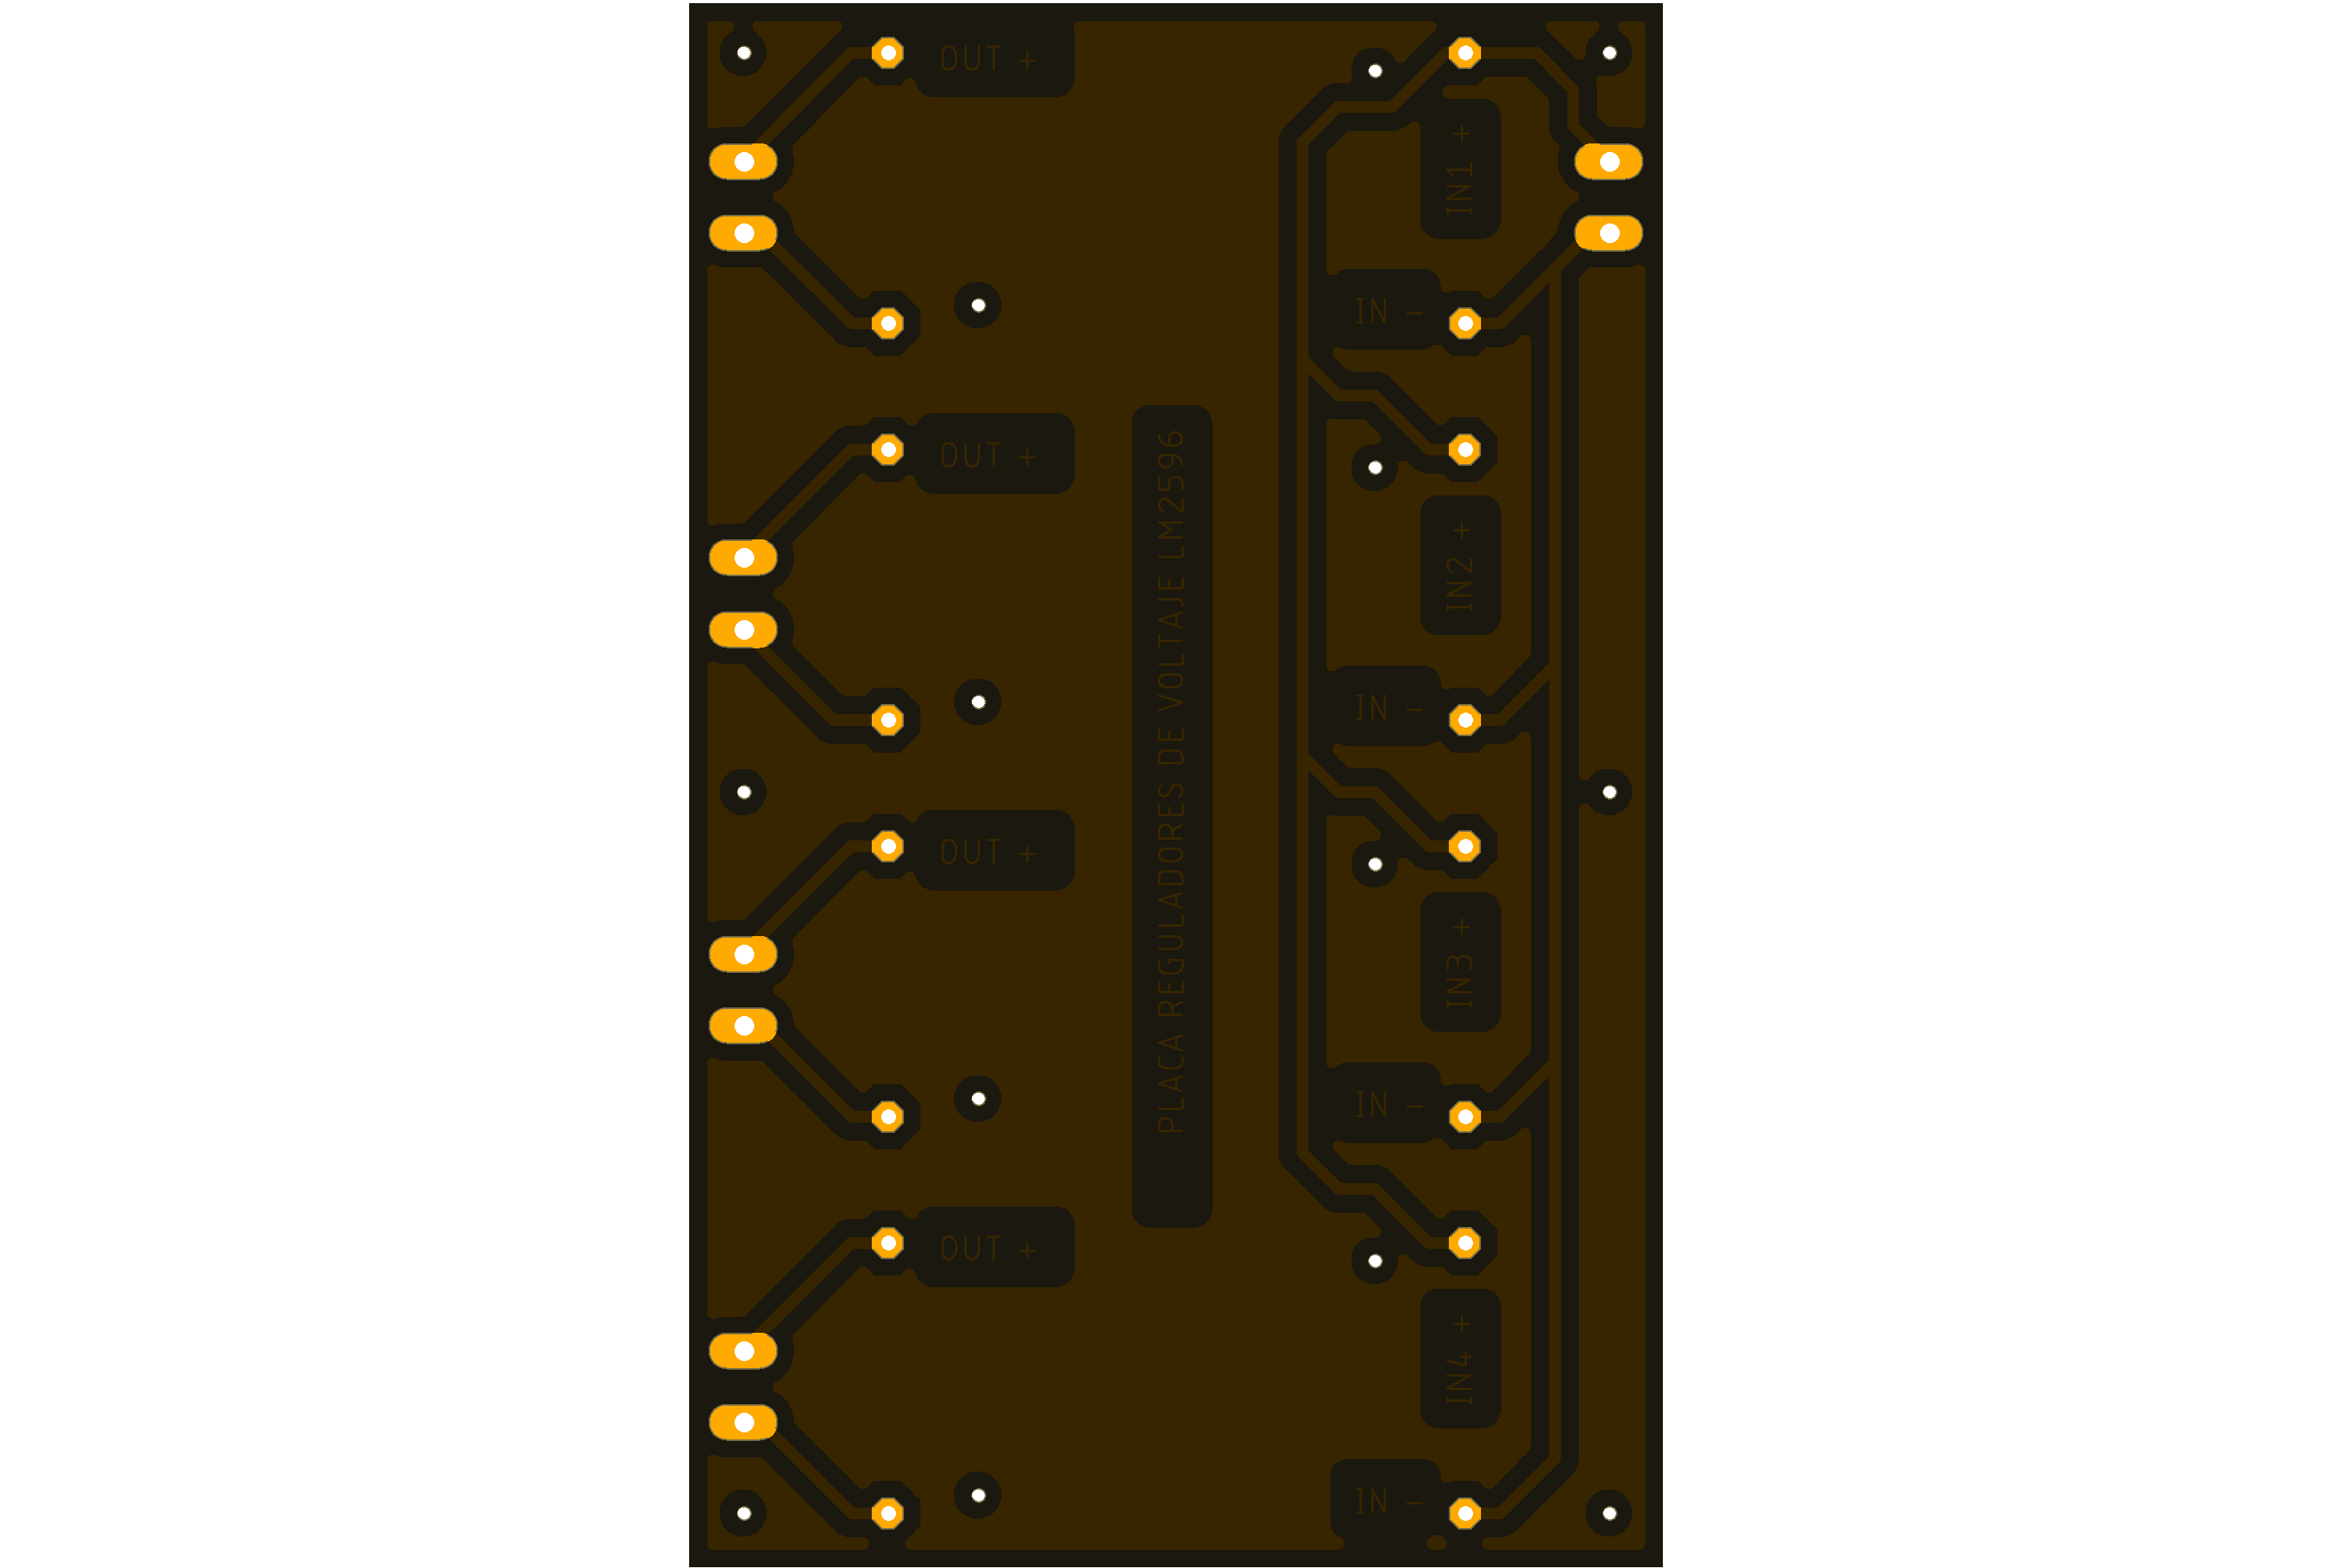 OUT +
IN1 +
IN -
OUT +
PLACA REGULADORES DE VOLTAJE LM2596
IN2 +
IN -
OUT +
IN3 +
IN -
OUT +
IN4 +
IN -